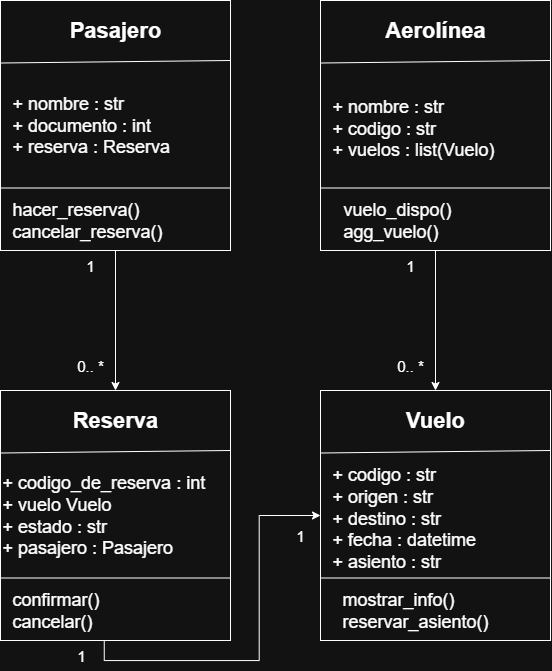 Pasajero
+ nombre : str
+ documento : int
+ reserva : Reserva
hacer_reserva()
cancelar_reserva()
Aerolínea
+ nombre : str
+ codigo : str
+ vuelos : list(Vuelo)
vuelo_dispo()
agg_vuelo()
1
0.. *
1
0.. *
Reserva
+ codigo_de_reserva : int
+ vuelo Vuelo
+ estado : str
+ pasajero : Pasajero
confirmar()
cancelar()
1
1
Vuelo
+ codigo : str
+ origen : str
+ destino : str
+ fecha : datetime
+ asiento : str
mostrar_info()
reservar_asiento()